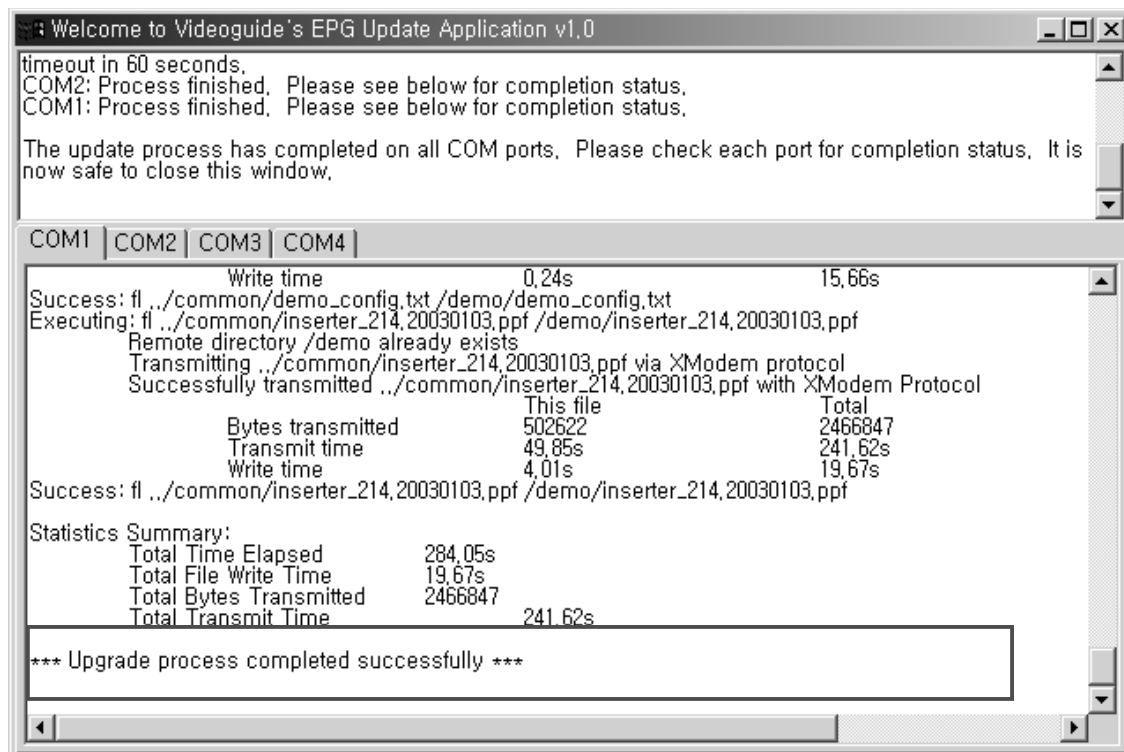 Welcome to Videoguide's EPG Update Application v1.0
timeout in 60 seconds.
COM2: Process finished.  Please see below for completion status.
COM1: Process finished.  Please see below for completion status.
The update process has completed on all COM ports.  Please check each port for completion status.  It is
now safe to close this window.
COM1 COM2 COM3 COM4
Write time 0.24s 15.66s
Success: fl ../common/demo_config.txt /demo/demo_config.txt
Executing: fl ../common/inserter_214.20030103.ppf /demo/inserter_214.20030103.ppf
Remote directory /demo already exists
Transmitting ../common/inserter_214.20030103.ppf via XModem protocol
Successfully transmitted ../common/inserter_214.20030103.ppf with XModem Protocol
This file Total
Bytes transmitted 502622 2466847
Transmit time 49.85s 241.62s
Write time 4.01s 19.67s
Success: fl ../common/inserter_214.20030103.ppf /demo/inserter_214.20030103.ppf
Statistics Summary:
Total Time Elapsed 284.05s
Total File Write Time 19.67s
Total Bytes Transmitted 2466847
Total Transmit Time 241.62s
*** Upgrade process completed successfully ***